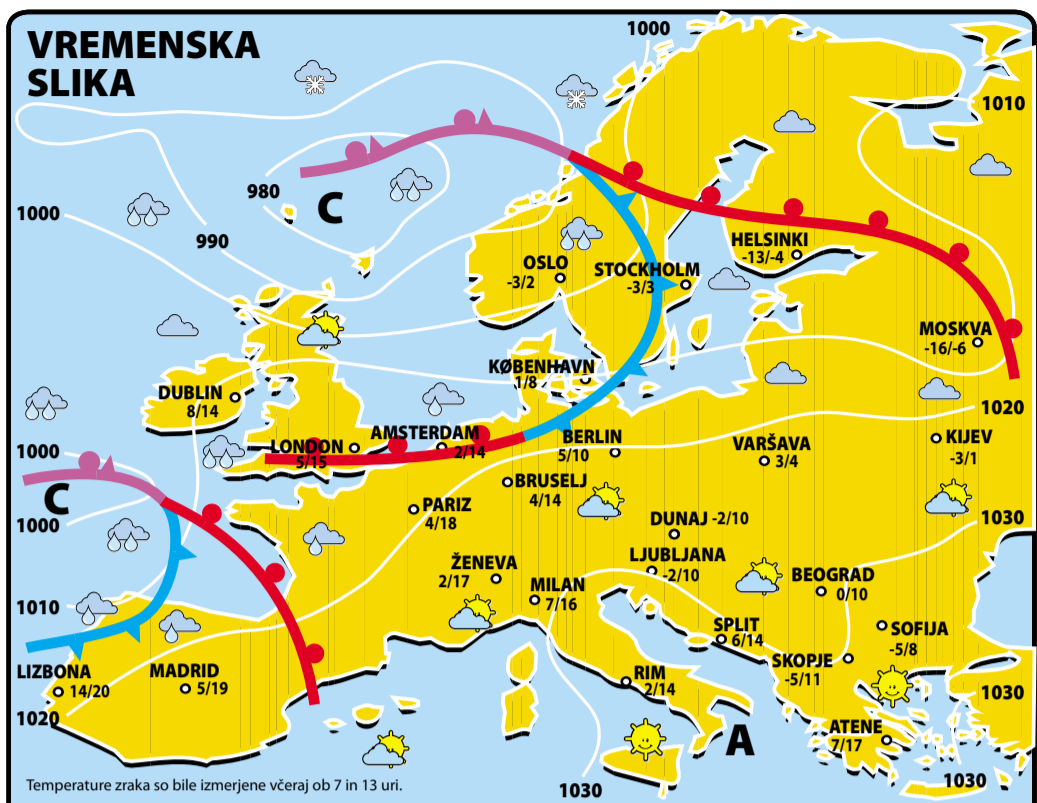 VREMENSKA
SLIKA
1000
1010
980
C
1000
990
HELSINKI
-13/-4
OSLO
-3/2
STOCKHOLM
-3/3
MOSKVA
-16/-6
KØBENHAVN
1/8
DUBLIN
8/14
1020
LONDON
5/15
AMSTERDAM
2/14
BERLIN
5/10
VARŠAVA
3/4
KIJEV
-3/1
1000
C
1000
BRUSELJ
4/14
PARIZ
4/18
DUNAJ -2/10
1030
LJUBLJANA
-2/10
ŽENEVA
2/17
MILAN
7/16
BEOGRAD
0/10
1010
SPLIT
6/14
SOFIJA
-5/8
LIZBONA
14/20
MADRID
5/19
RIM
2/14
SKOPJE
-5/11
1030
1020
A
ATENE
7/17
Temperature zraka so bile izmerjene včeraj ob 7 in 13 uri.
1030
1030